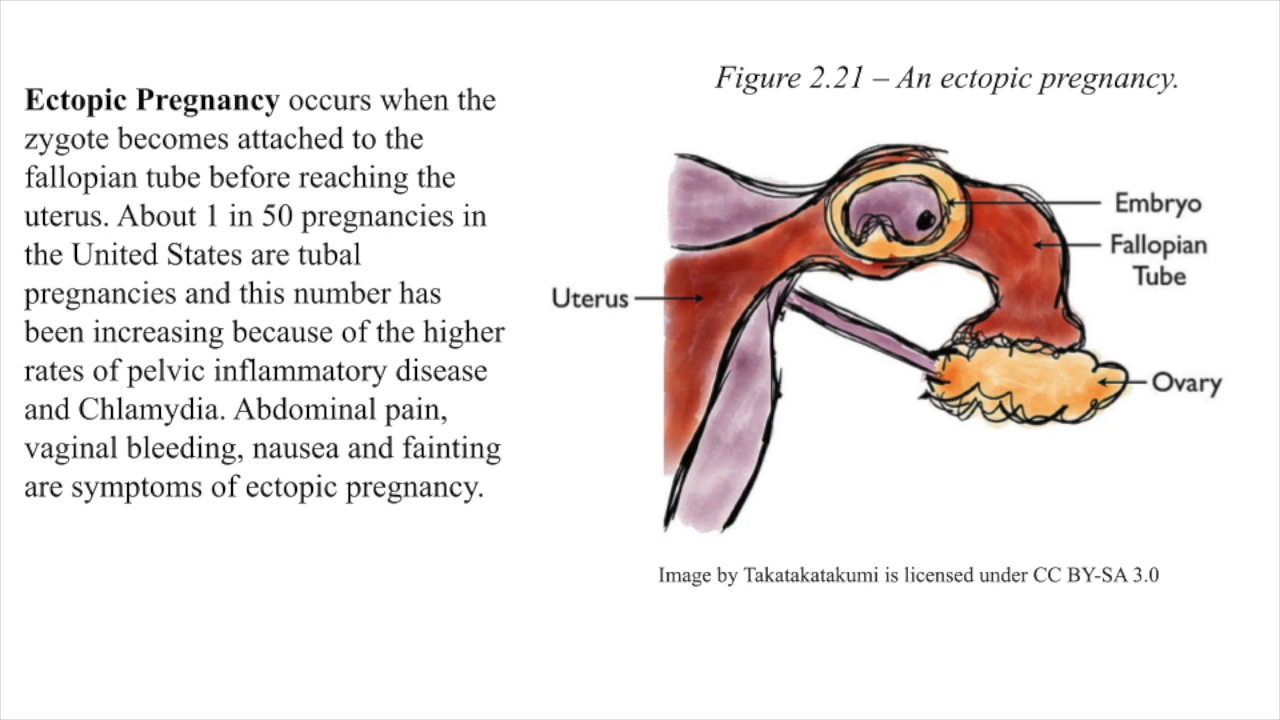 Ectopic Pregnancy occurs when the
zygote becomes attached to the
fallopian tube before reaching the
uterus. About 1 in 50 pregnancies in
the United States are tubal
pregnancies and this number has
been increasing because of the higher
rates of pelvic inflammatory disease
and Chlamydia. Abdominal pain,
vaginal bleeding, nausea and fainting
are symptoms of ectopic pregnancy.
Figure 2.21 – An ectopic pregnancy.
Embryo
Fallopian
Tube
Uterus
Ovary
Image by Takatakatakumi is licensed under CC BY-SA 3.0